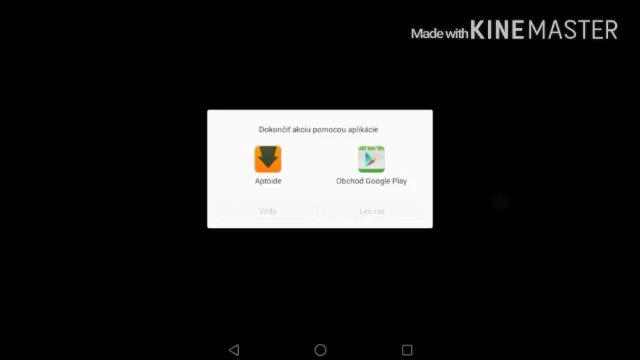 Made with KINEMASTER
Dokončiť akciu pomocou aplikácie
Aptoide
Obchod Google Play
Vždy
Len raz